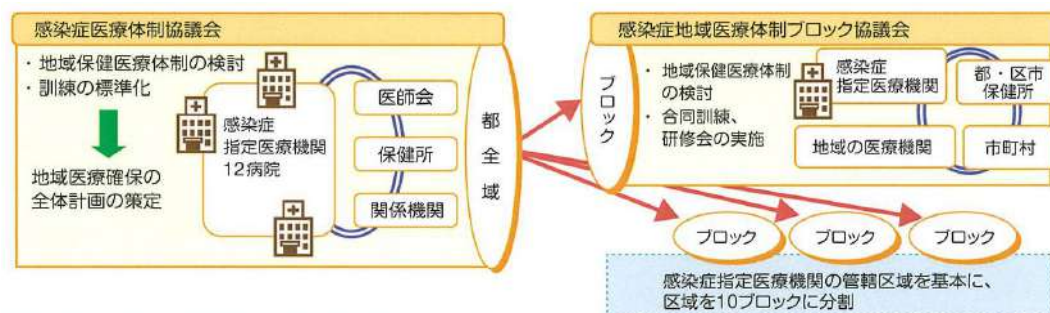 感染症医療体制協議会
・ 地域保健医療体制の検討
・ 訓練の標準化
地域医療確保の
全体計画の策定
感染症
指定医療機関
12病院
医師会
保健所
関係機関
都全域
感染症地域医療体制ブロック協議会
ブロック
・ 地域保健医療体制
の検討
・ 合同訓練、
研修会の実施
感染症
指定医療機関
都・区市
保健所
地域の医療機関
市町村
ブロック
ブロック
ブロック
感染症指定医療機関の管轄区域を基本に、
区域を10ブロックに分割